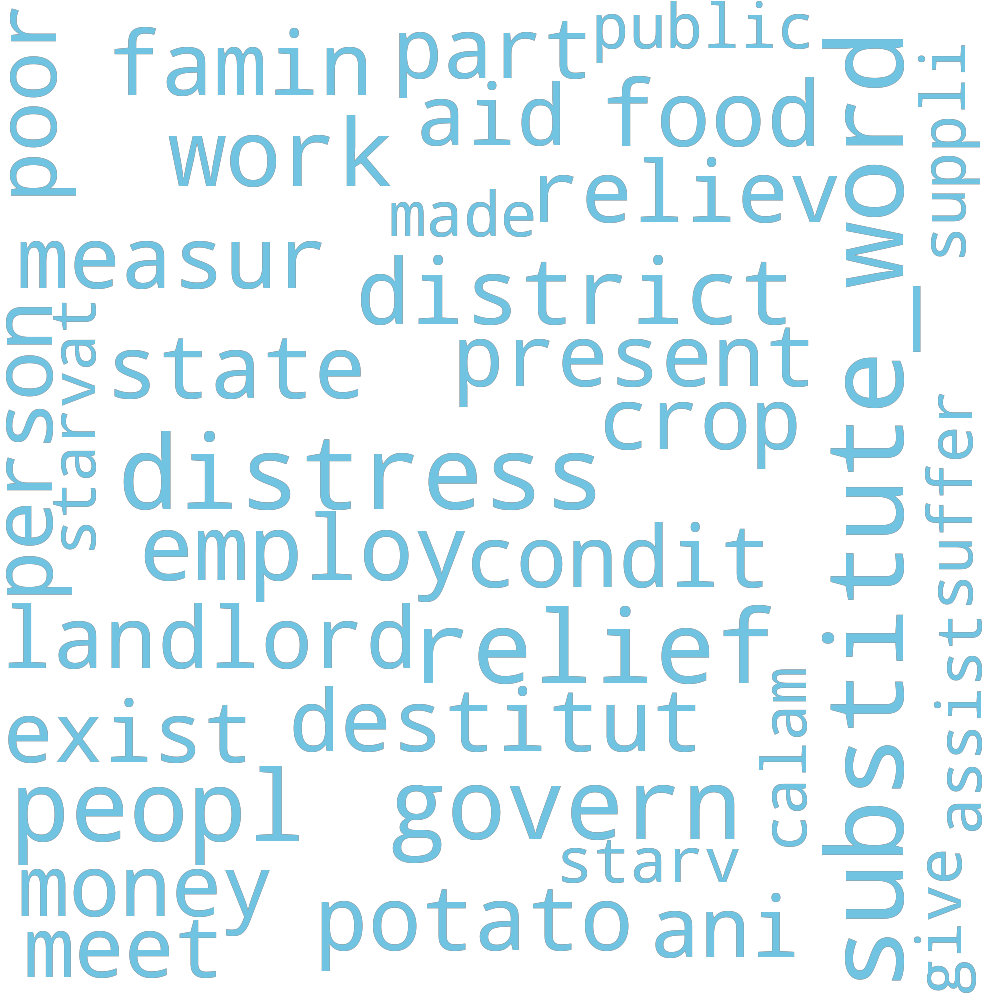 poor
famin
part
public
aid
food
work
suppli
made
reliev
measur
district
person
starvat
state
present
crop
distress
substitute_word
employ
condit
suffer
landlord
relief
assist
exist
destitut
calam
peopl
govern
starv
money
potato
ani
meet
give